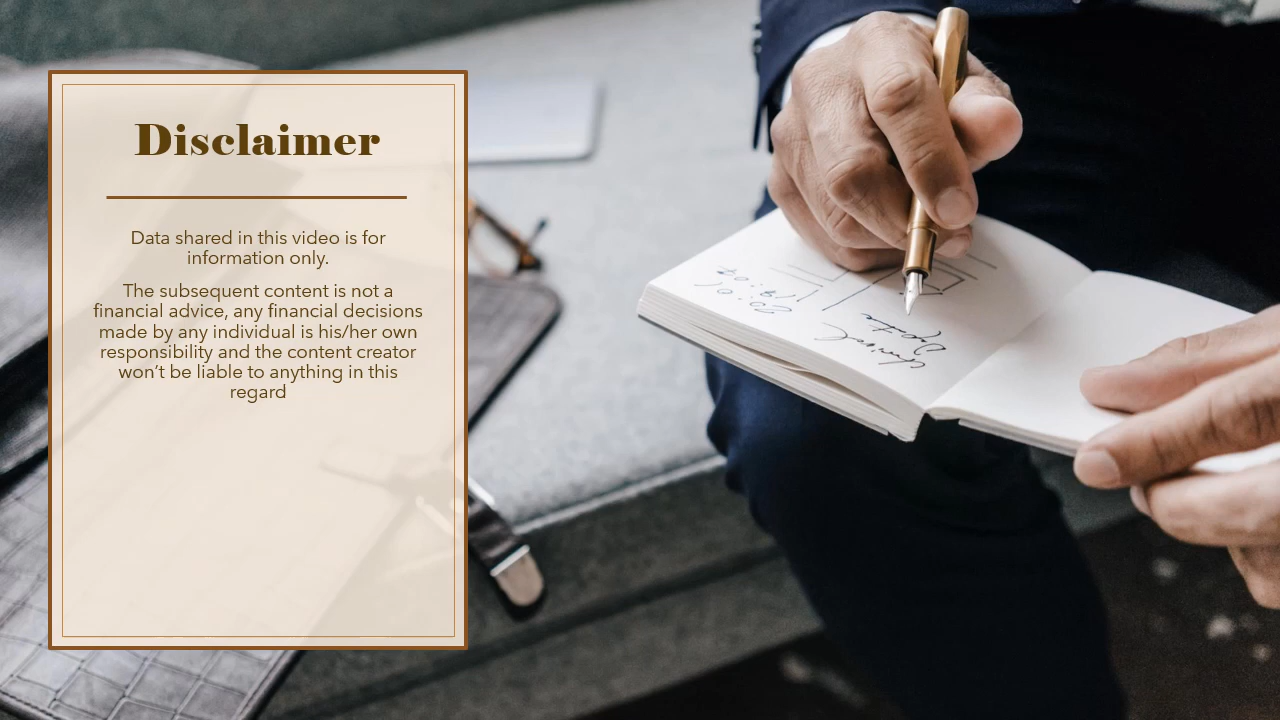 Disclaimer
Data shared in this video is for
information only.
The subsequent content is not a
financial advice, any financial decisions
made by any individual is his/her own
responsibility and the content creator
won’t be liable to anything in this
regard